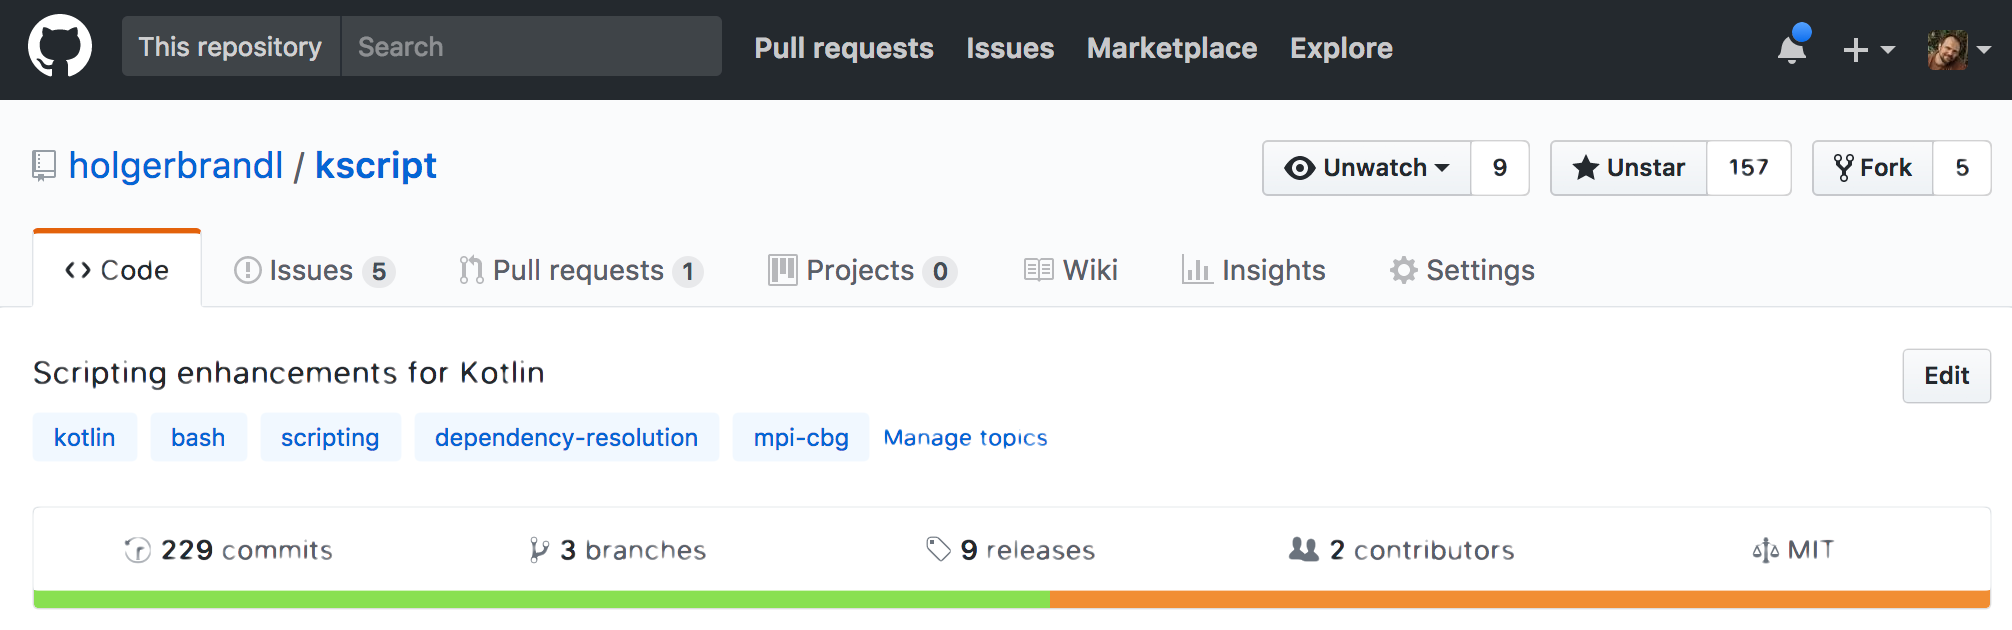 This repository Search Pull requests Issues Marketplace Explore
holgerbrandl / kscript Unwatch 9 Unstar 157 Fork 5
<> Code Issues 5 Pull requests 1 Projects 0 Wiki Insights Settings
Scripting enhancements for Kotlin Edit
kotlin bash scripting dependency-resolution mpi-cbg Manage topics
229 commits 3 branches 9 releases 2 contributors MIT